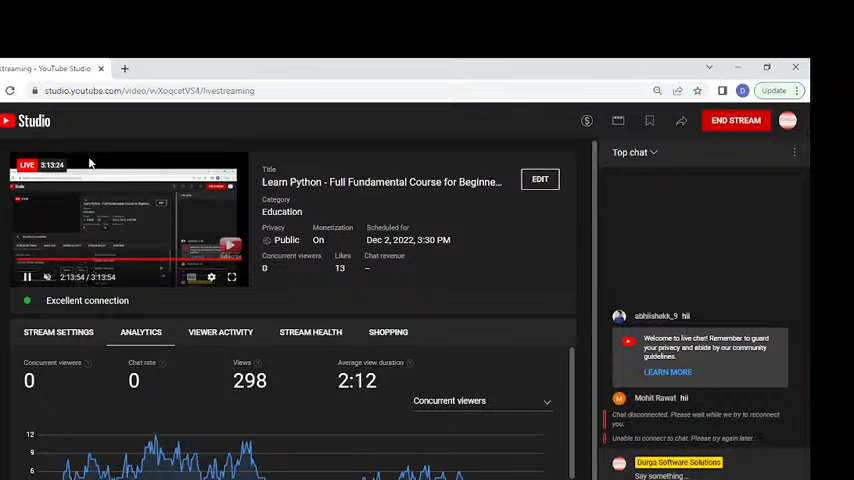 streaming - YouTube Studio
studio.youtube.com/video/vvXoqcetVS4/livestreaming
D
Update
Studio
END STREAM
LIVE 3:13:24
2:13:54 / 3:13:54
Title
Learn Python - Full Fundamental Course for Beginne...
EDIT
Category
Education
Privacy Monetization Scheduled for
Public On Dec 2, 2022, 3:30 PM
Concurrent viewers Likes Chat revenue
0 13 –
Excellent connection
STREAM SETTINGS ANALYTICS VIEWER ACTIVITY STREAM HEALTH SHOPPING
Concurrent viewers Chat rate Views Average view duration
0 0 298 2:12
Concurrent viewers
12
9
6
Top chat
abhiishekk_9 hii
Welcome to live chat! Remember to guard
your privacy and abide by our community
guidelines.
LEARN MORE
M Mohit Rawat hii
Chat disconnected. Please wait while we try to reconnect
you.
Unable to connect to chat. Please try again later.
Durga Software Solutions
Say something...